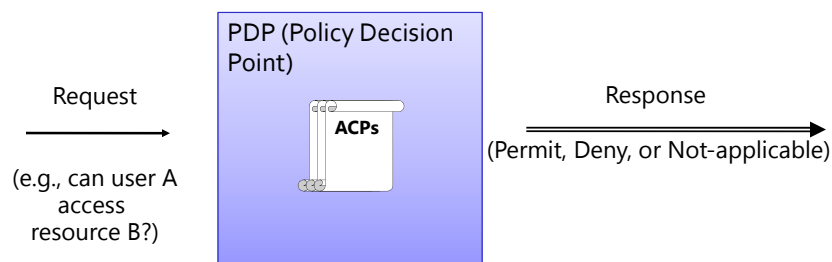 PDP (Policy Decision
Point)
Request
(e.g., can user A
access
resource B?)
ACPs
Response
(Permit, Deny, or Not-applicable)